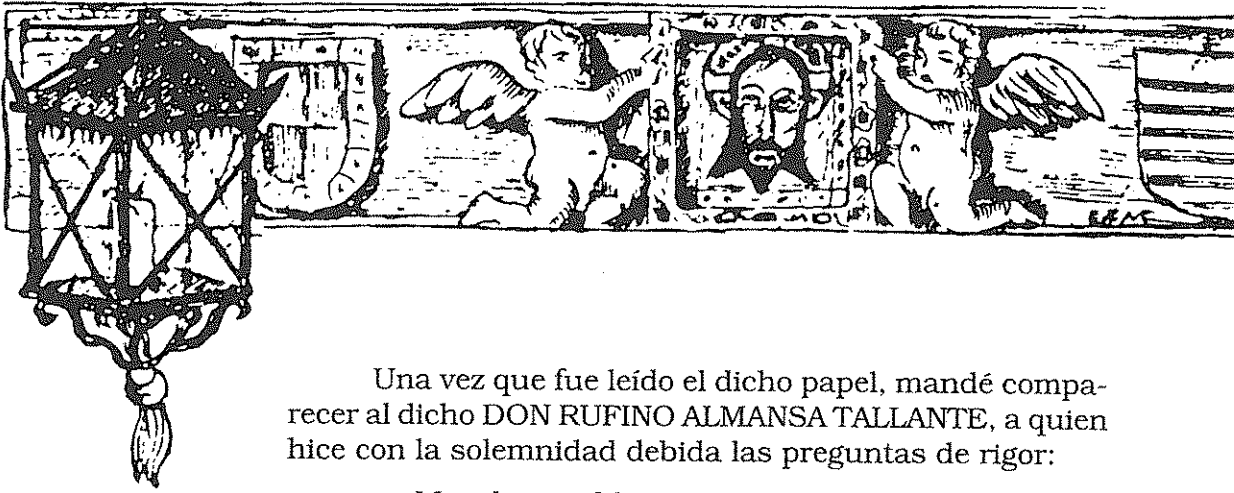 Una vez que fue leído el dicho papel, mandé compa-
recer al dicho DON RUFINO ALMANSA TALLANTE, a quien
hice con la solemnidad debida las preguntas de rigor: